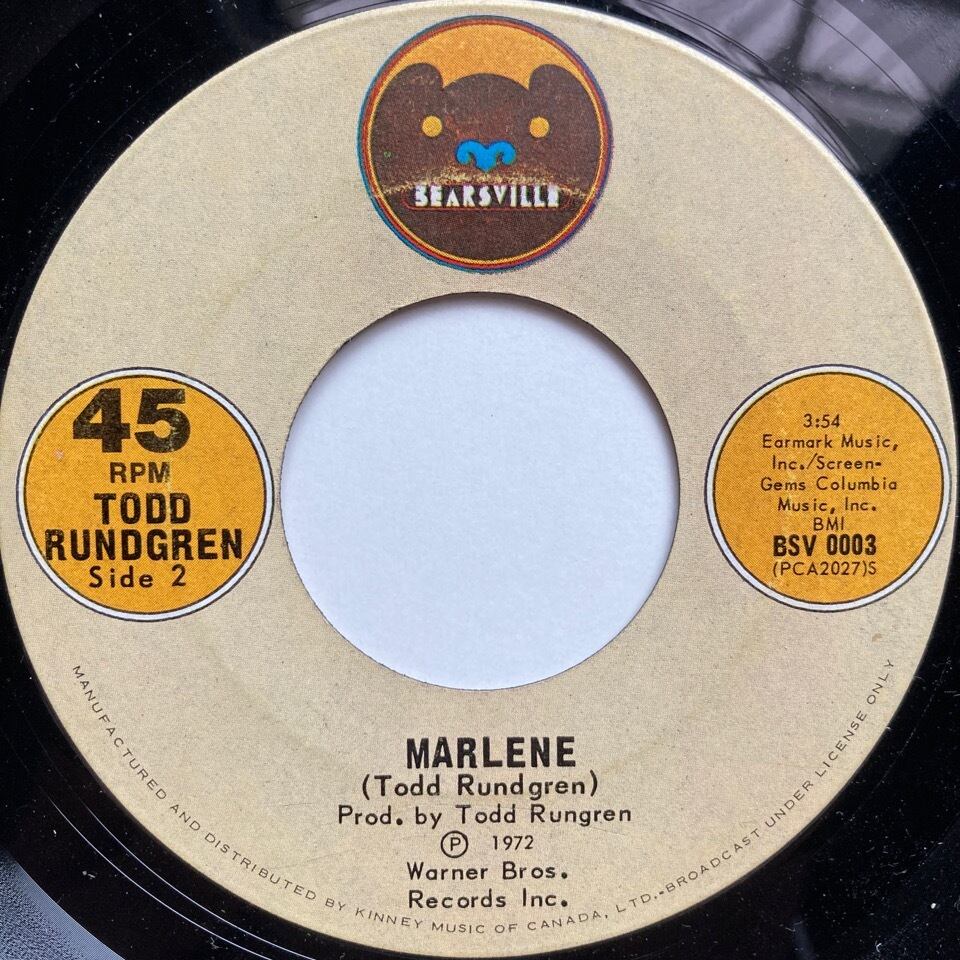 BEARSVILLE
45
RPM
TODD
RUNDGREN
Side 2
3:54
Earmark Music,
Inc./Screen-
Gems Columbia
Music, Inc.
BMI
BSV 0003
(PCA2027)S
MARLENE
(Todd Rundgren)
Prod. by Todd Rungren
Ⓟ 1972
Warner Bros.
Records Inc.
MANUFACTURED AND DISTRIBUTED BY KINNEY MUSIC OF CANADA, LTD.-BROADCAST UNDER LICENSE ONLY